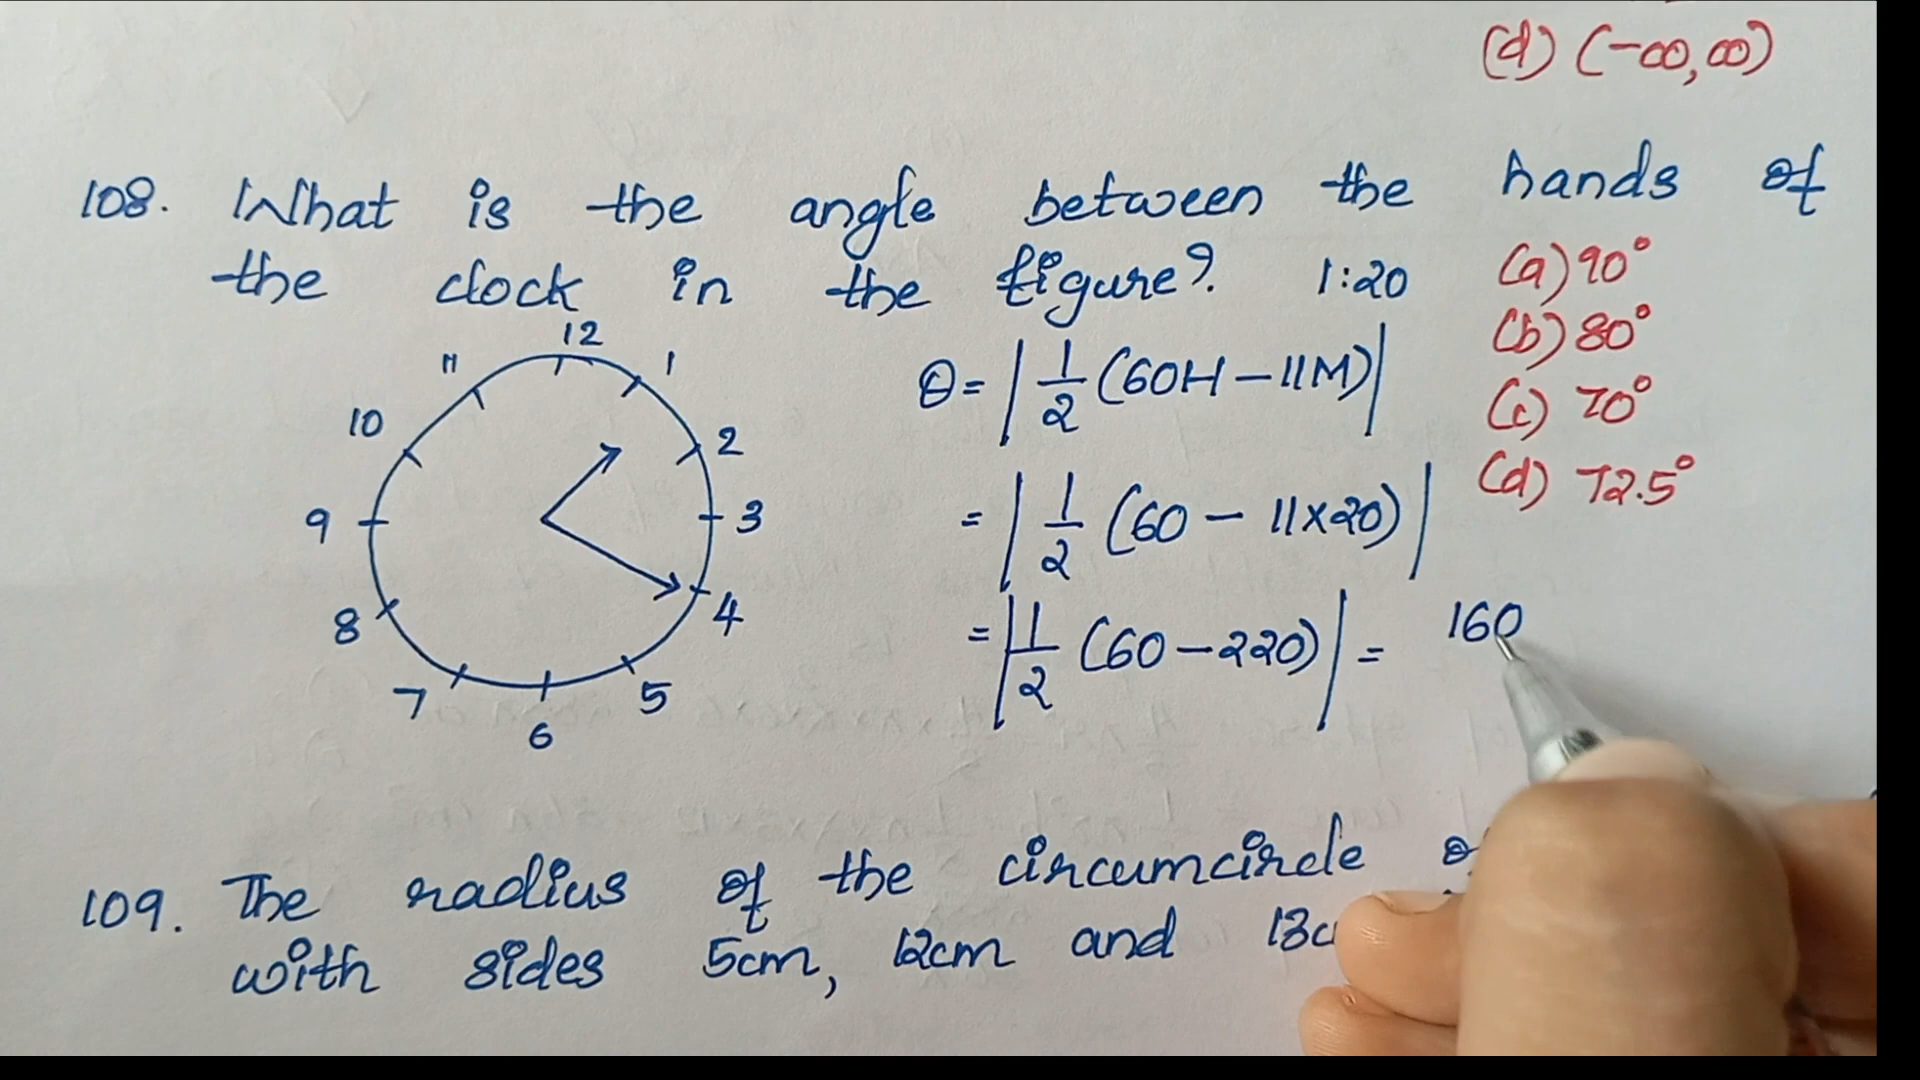 (d) (-∞,∞)
108. What is the angle between the hands of
the clock in the figure? 1:20
(a) 90°
(b) 80°
(c) 70°
(d) 72.5°
12
1
2
3
4
5
6
7
8
9
10
11
θ = |1/2 (60H - 11M)|
= |1/2 (60 - 11×20)|
= |1/2 (60 - 220)| = 160
109. The radius of the circumcircle
with sides 5cm, 12cm and